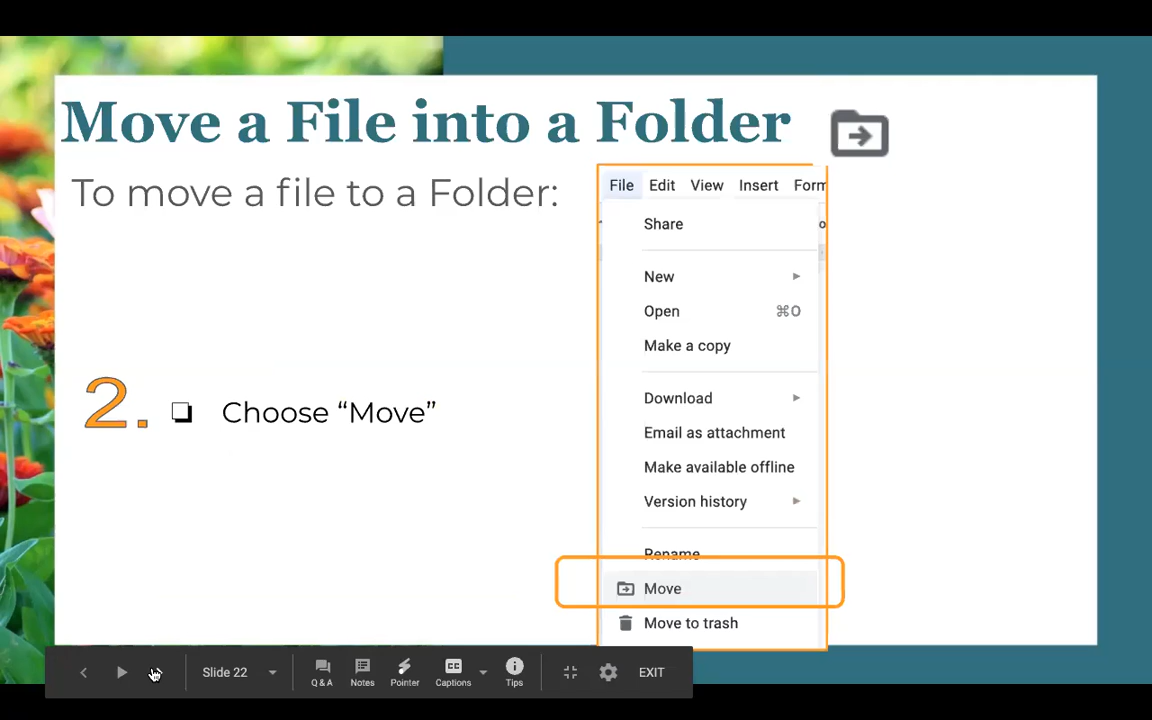 Move a File into a Folder
To move a file to a Folder:
File Edit View Insert Form
Share
New
Open ⌘O
Make a copy
Download
2. ❏ Choose “Move”
Email as attachment
Make available offline
Version history
Rename
Move
Move to trash
Slide 22
Q & A Notes Pointer CC Captions Tips EXIT